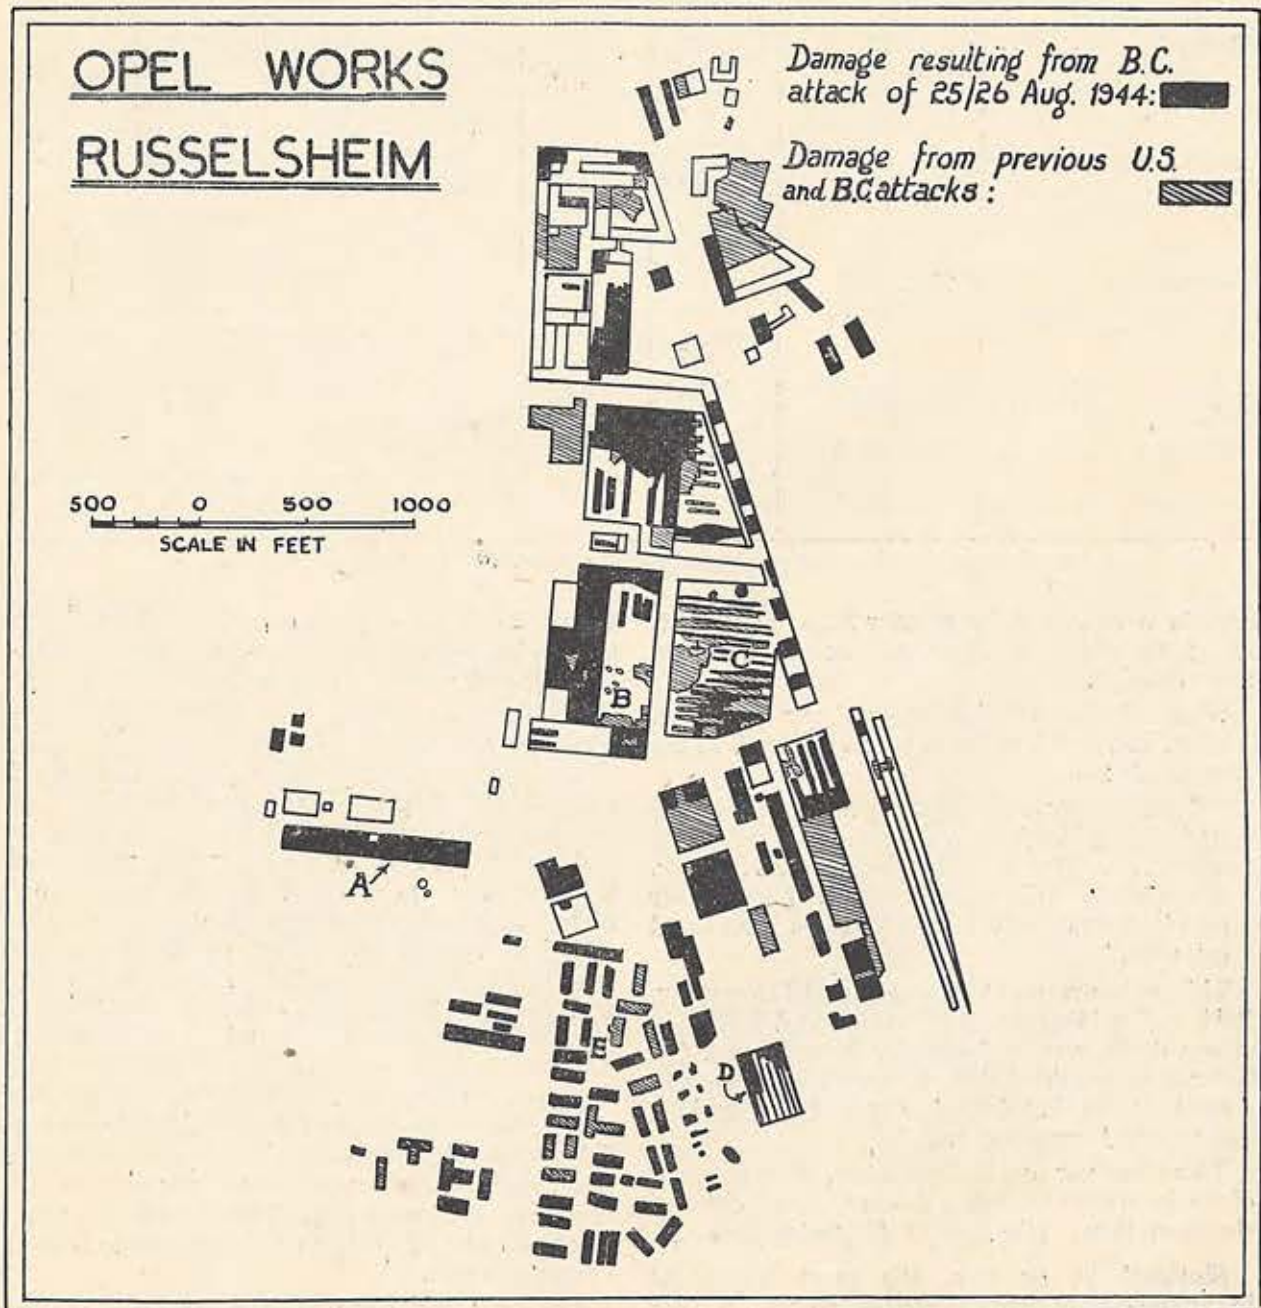 OPEL WORKS
RUSSELSHEIM
Damage resulting from B.C.
attack of 25/26 Aug. 1944:
Damage from previous U.S.
and B.C. attacks :
500 0 500 1000
SCALE IN FEET
C
B
A
E
D